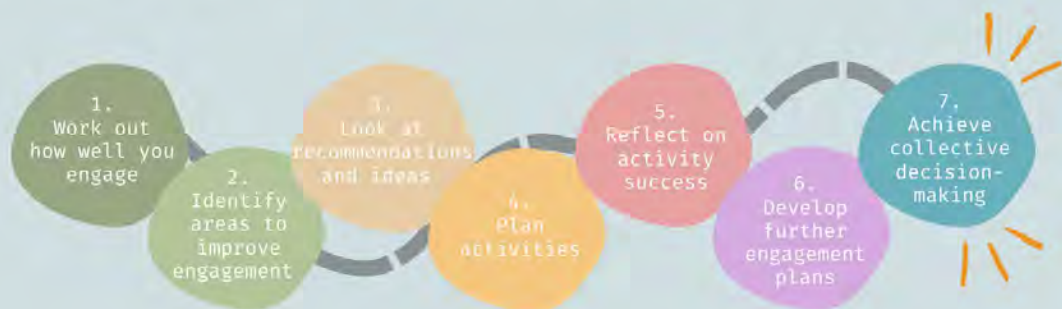 1.
Work out
how well you
engage
2.
Identify
areas to
improve
engagement
3.
Look at
recommendations
and ideas
4.
Plan
activities
5.
Reflect on
activity
success
6.
Develop
further
engagement
plans
7.
Achieve
collective
decision-
making